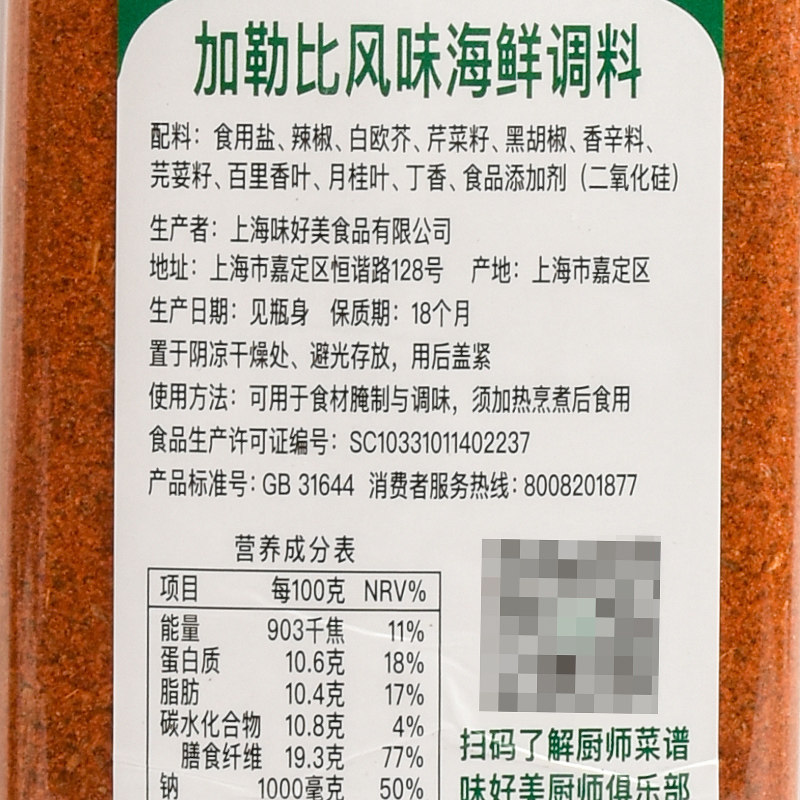 加勒比风味海鲜调料
配料：食用盐、辣椒、白欧芥、芹菜籽、黑胡椒、香辛料、
芫荽籽、百里香叶、月桂叶、丁香、食品添加剂（二氧化硅）
生产者：上海味好美食品有限公司
地址：上海市嘉定区恒谐路128号 产地：上海市嘉定区
生产日期：见瓶身 保质期：18个月
置于阴凉干燥处、避光存放，用后盖紧
使用方法：可用于食材腌制与调味，须加热烹煮后食用
食品生产许可证编号：SC10331011402237
产品标准号：GB 31644 消费者服务热线：8008201877
营养成分表
项目 每100克 NRV%
能量 903千焦 11%
蛋白质 10.6克 18%
脂肪 10.4克 17%
碳水化合物 10.8克 4%
膳食纤维 19.3克 77%
钠 1000毫克 50%
扫码了解厨师菜谱
味好美厨师俱乐部